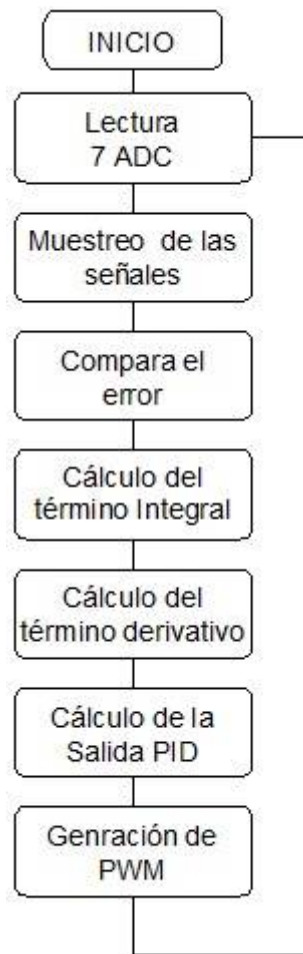 INICIO
Lectura
7 ADC
Muestreo de las
señales
Compara el
error
Cálculo del
término Integral
Cálculo del
término derivativo
Cálculo de la
Salida PID
Genración de
PWM